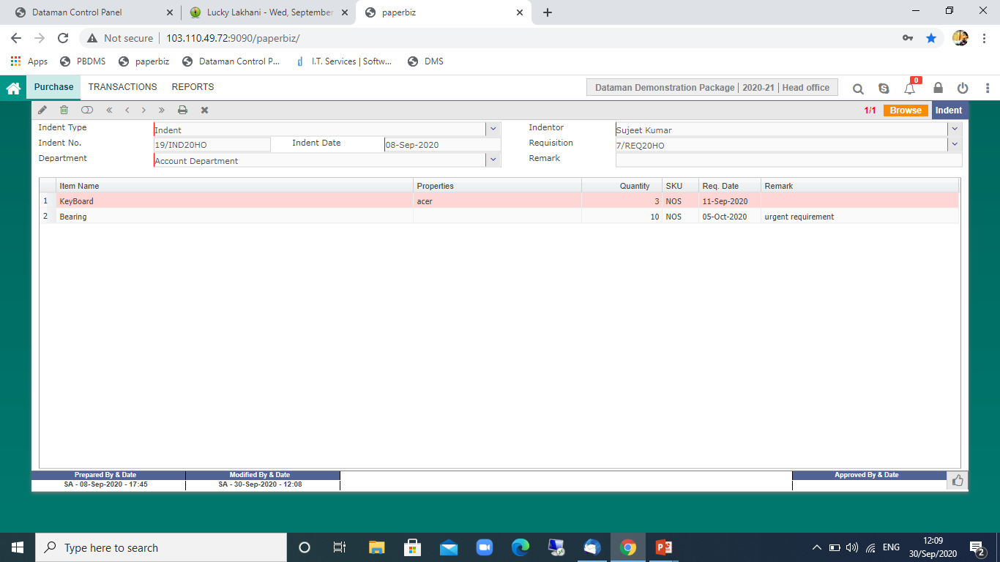 Dataman Control Panel Lucky Lakhani - Wed, September paperbiz
Not secure 103.110.49.72:9090/paperbiz/
Apps PBDMS paperbiz Dataman Control P... I.T. Services | Softw... DMS
Purchase TRANSACTIONS REPORTS Dataman Demonstration Package | 2020-21 | Head office 0
1/1 Browse Indent
Indent Type Indent Indentor Sujeet Kumar
Indent No. 19/IND20HO Indent Date 08-Sep-2020 Requisition 7/REQ20HO
Department Account Department Remark
Item Name Properties Quantity SKU Req. Date Remark
1 KeyBoard acer 3 NOS 11-Sep-2020
2 Bearing 10 NOS 05-Oct-2020 urgent requirement
Prepared By & Date Modified By & Date Approved By & Date
SA - 08-Sep-2020 - 17:45 SA - 30-Sep-2020 - 12:08
Type here to search ENG 12:09
30/Sep/2020 2